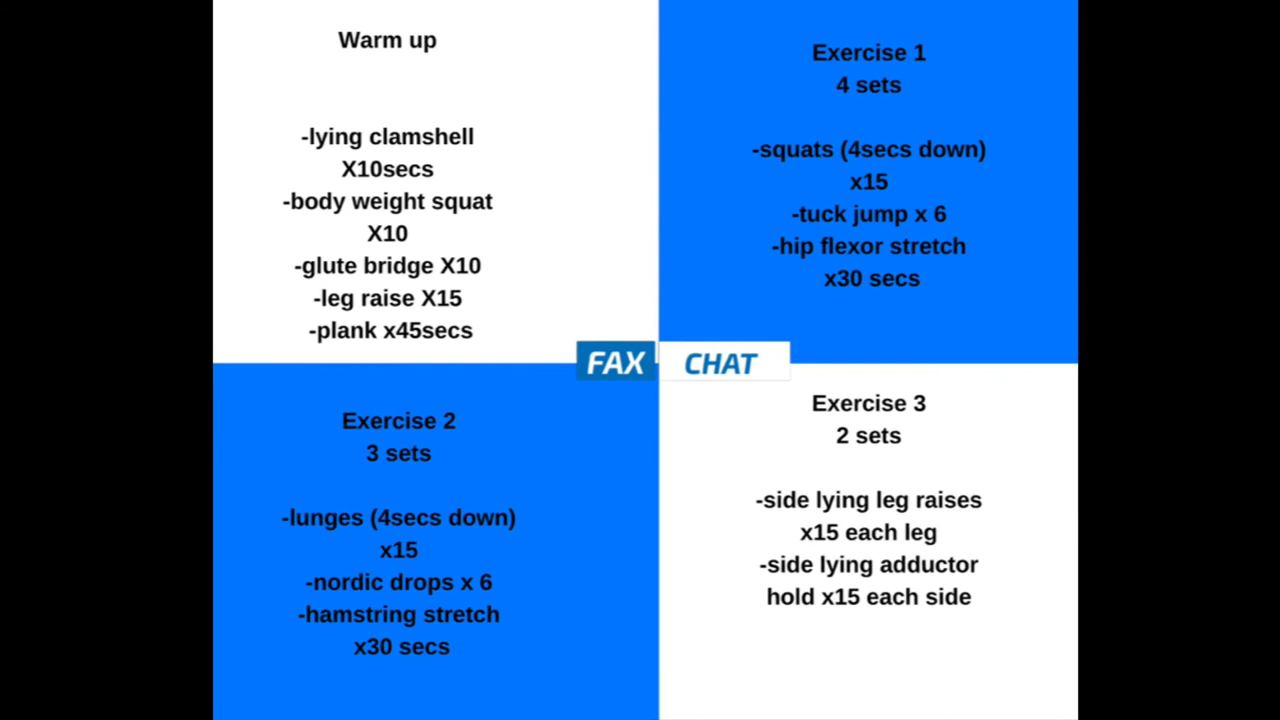 Warm up
-lying clamshell
X10secs
-body weight squat
X10
-glute bridge X10
-leg raise X15
-plank x45secs
Exercise 1
4 sets
-squats (4secs down)
x15
-tuck jump x 6
-hip flexor stretch
x30 secs
FAX CHAT
Exercise 2
3 sets
-lunges (4secs down)
x15
-nordic drops x 6
-hamstring stretch
x30 secs
Exercise 3
2 sets
-side lying leg raises
x15 each leg
-side lying adductor
hold x15 each side